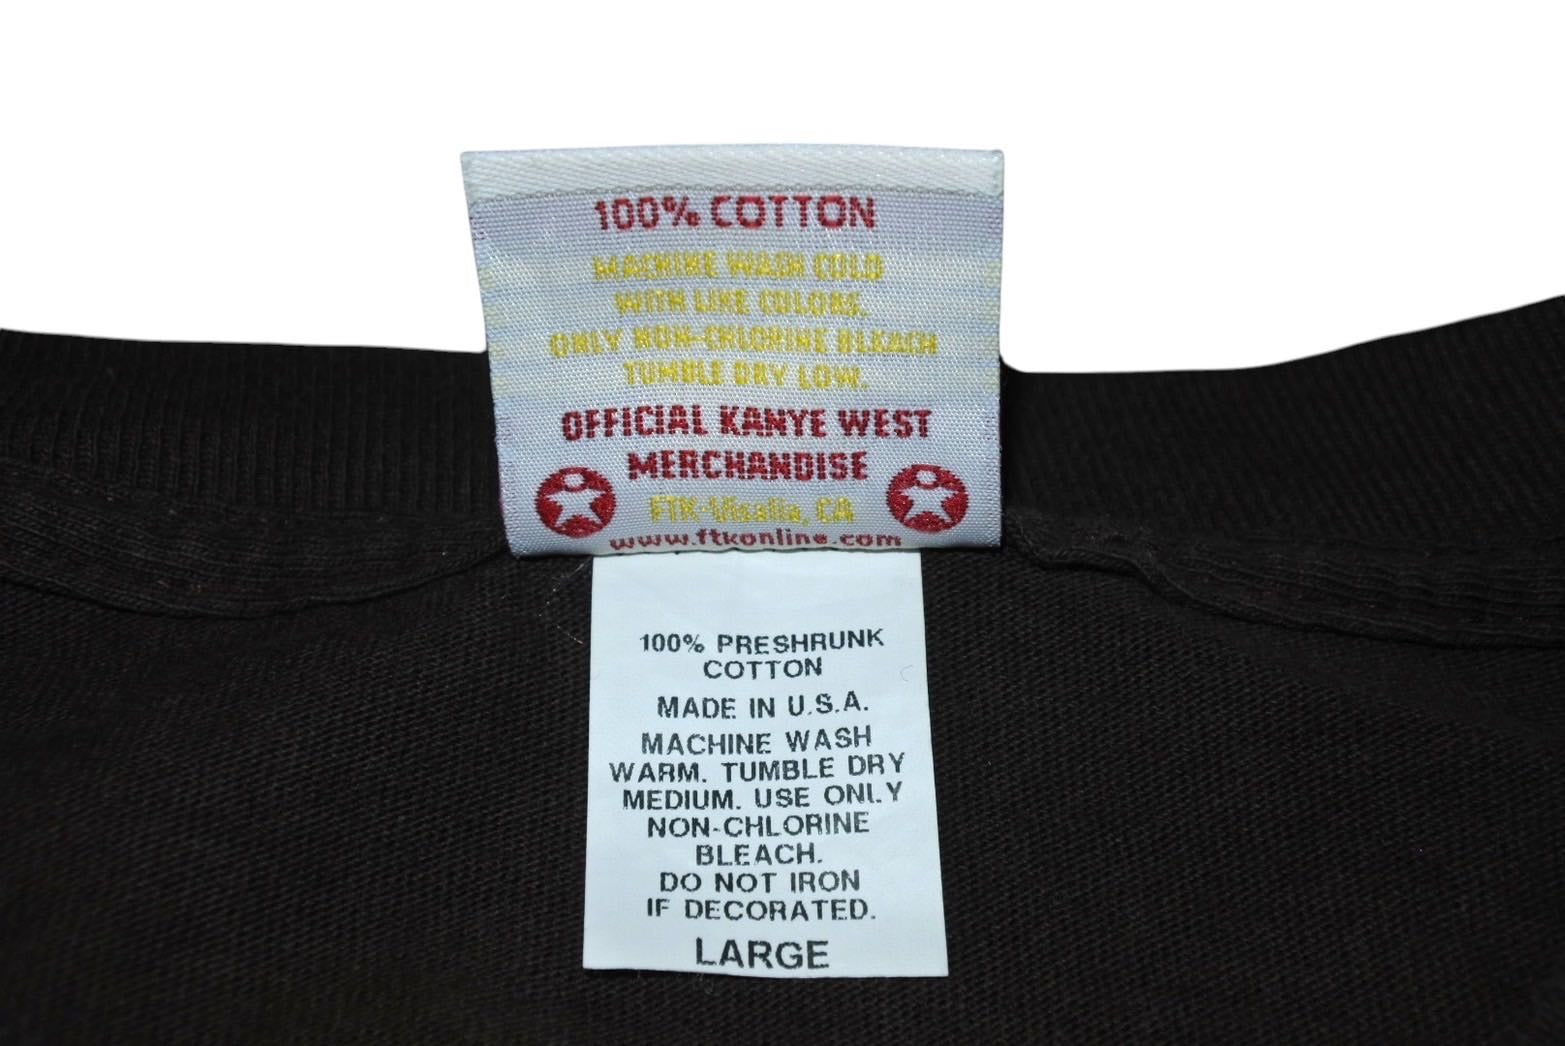 100% COTTON
MACHINE WASH COLD
WITH LIKE COLORS.
ONLY NON-CHLORINE BLEACH
TUMBLE DRY LOW.
OFFICIAL KANYE WEST
MERCHANDISE
FTK-Visalia, CA
www.ftkonline.com
100% PRESHRUNK
COTTON
MADE IN U.S.A.
MACHINE WASH
WARM. TUMBLE DRY
MEDIUM. USE ONLY
NON-CHLORINE
BLEACH.
DO NOT IRON
IF DECORATED.
LARGE